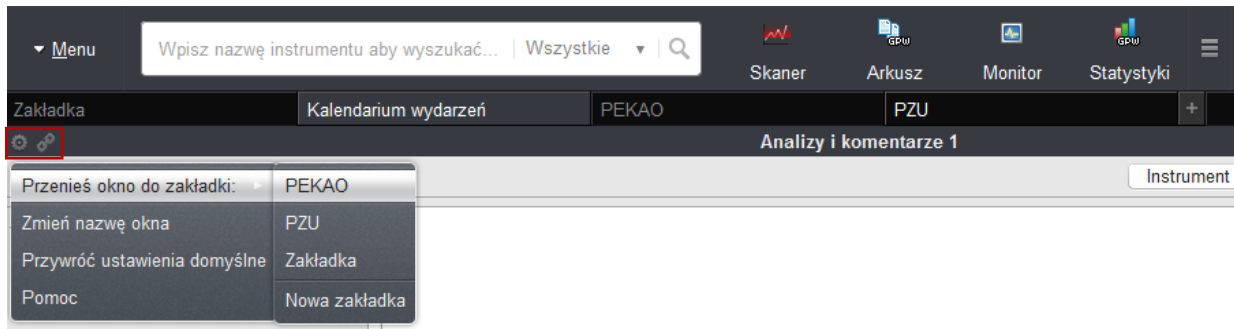 Menu
Wpisz nazwę instrumentu aby wyszukać...
Wszystkie
Skaner
GPW
Arkusz
Monitor
GPW
Statystyki
Zakładka
Kalendarium wydarzeń
PEKAO
PZU
+
Analizy i komentarze 1
Instrument
Przenieś okno do zakładki:
PEKAO
Zmień nazwę okna
PZU
Przywróć ustawienia domyślne
Zakładka
Pomoc
Nowa zakładka